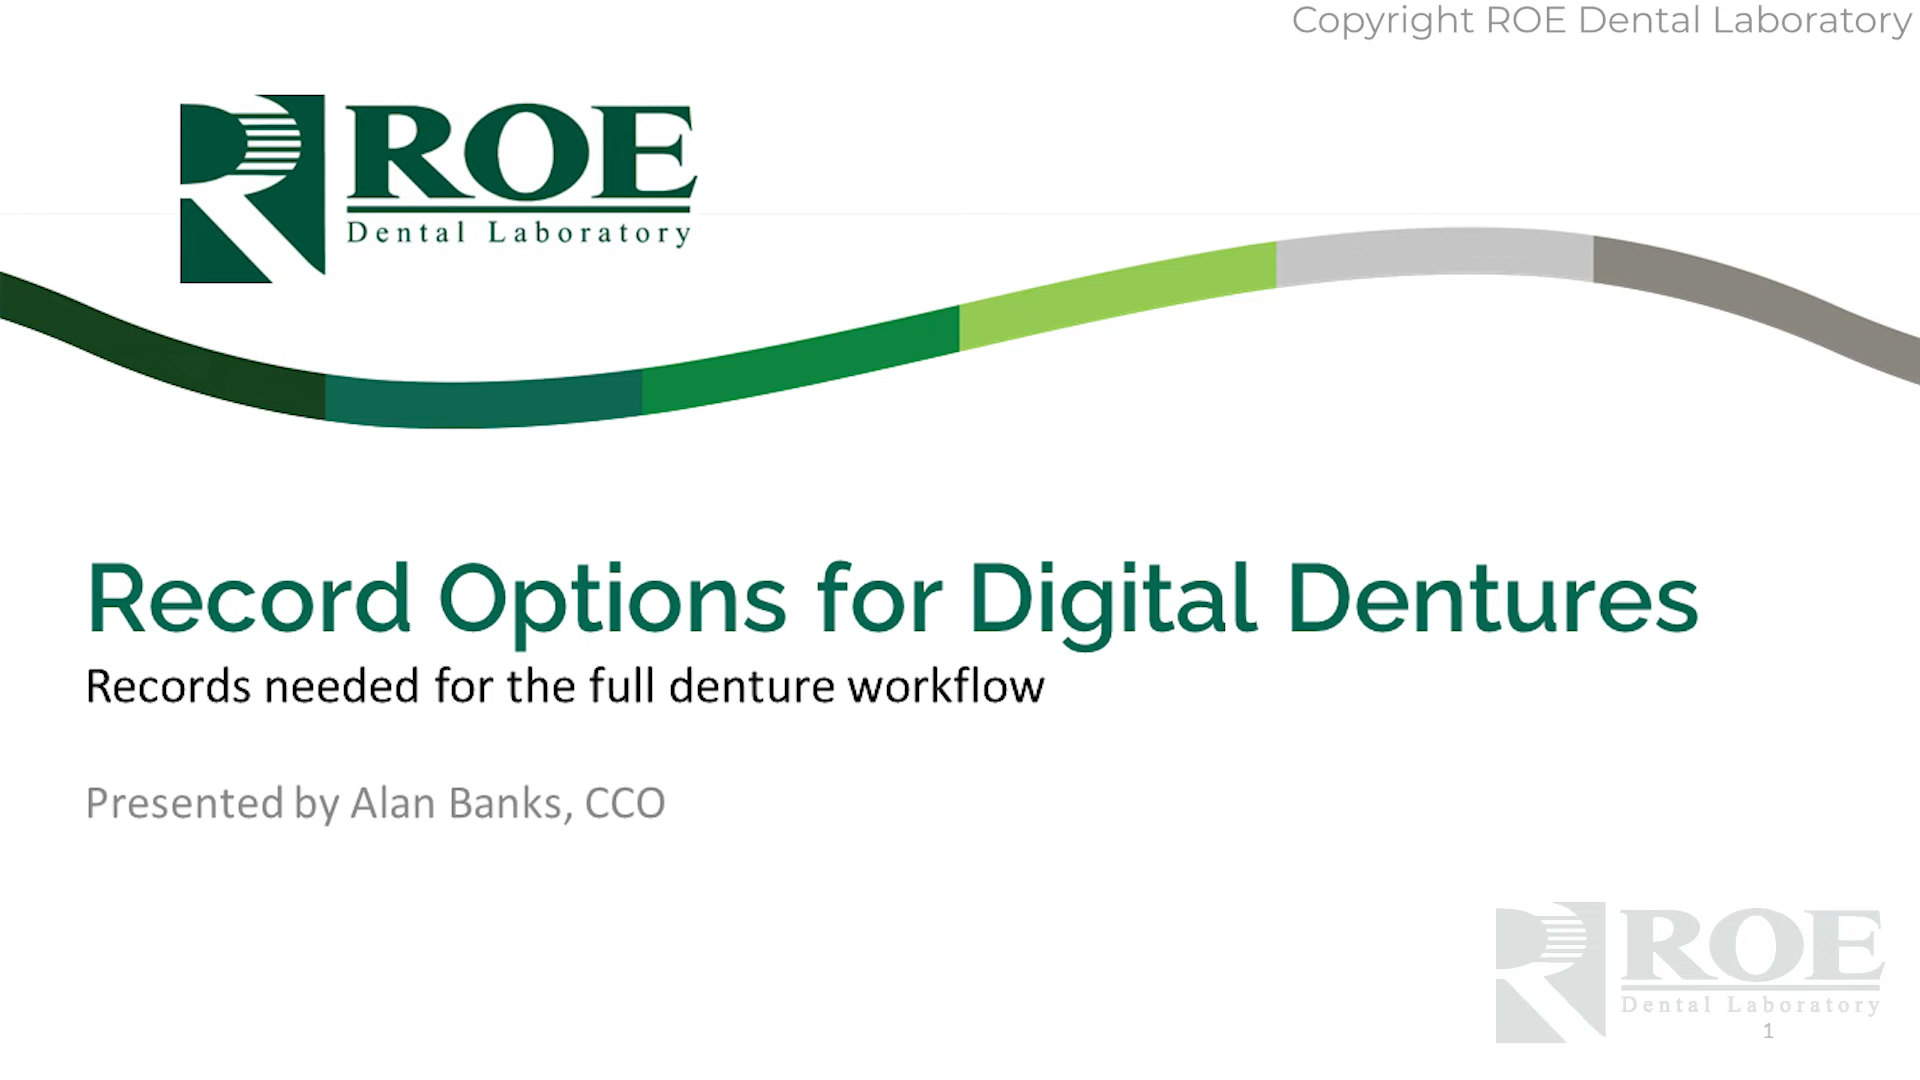 Copyright ROE Dental Laboratory
ROE
Dental Laboratory
Record Options for Digital Dentures
Records needed for the full denture workflow
Presented by Alan Banks, CCO
ROE
Dental Laboratory
1